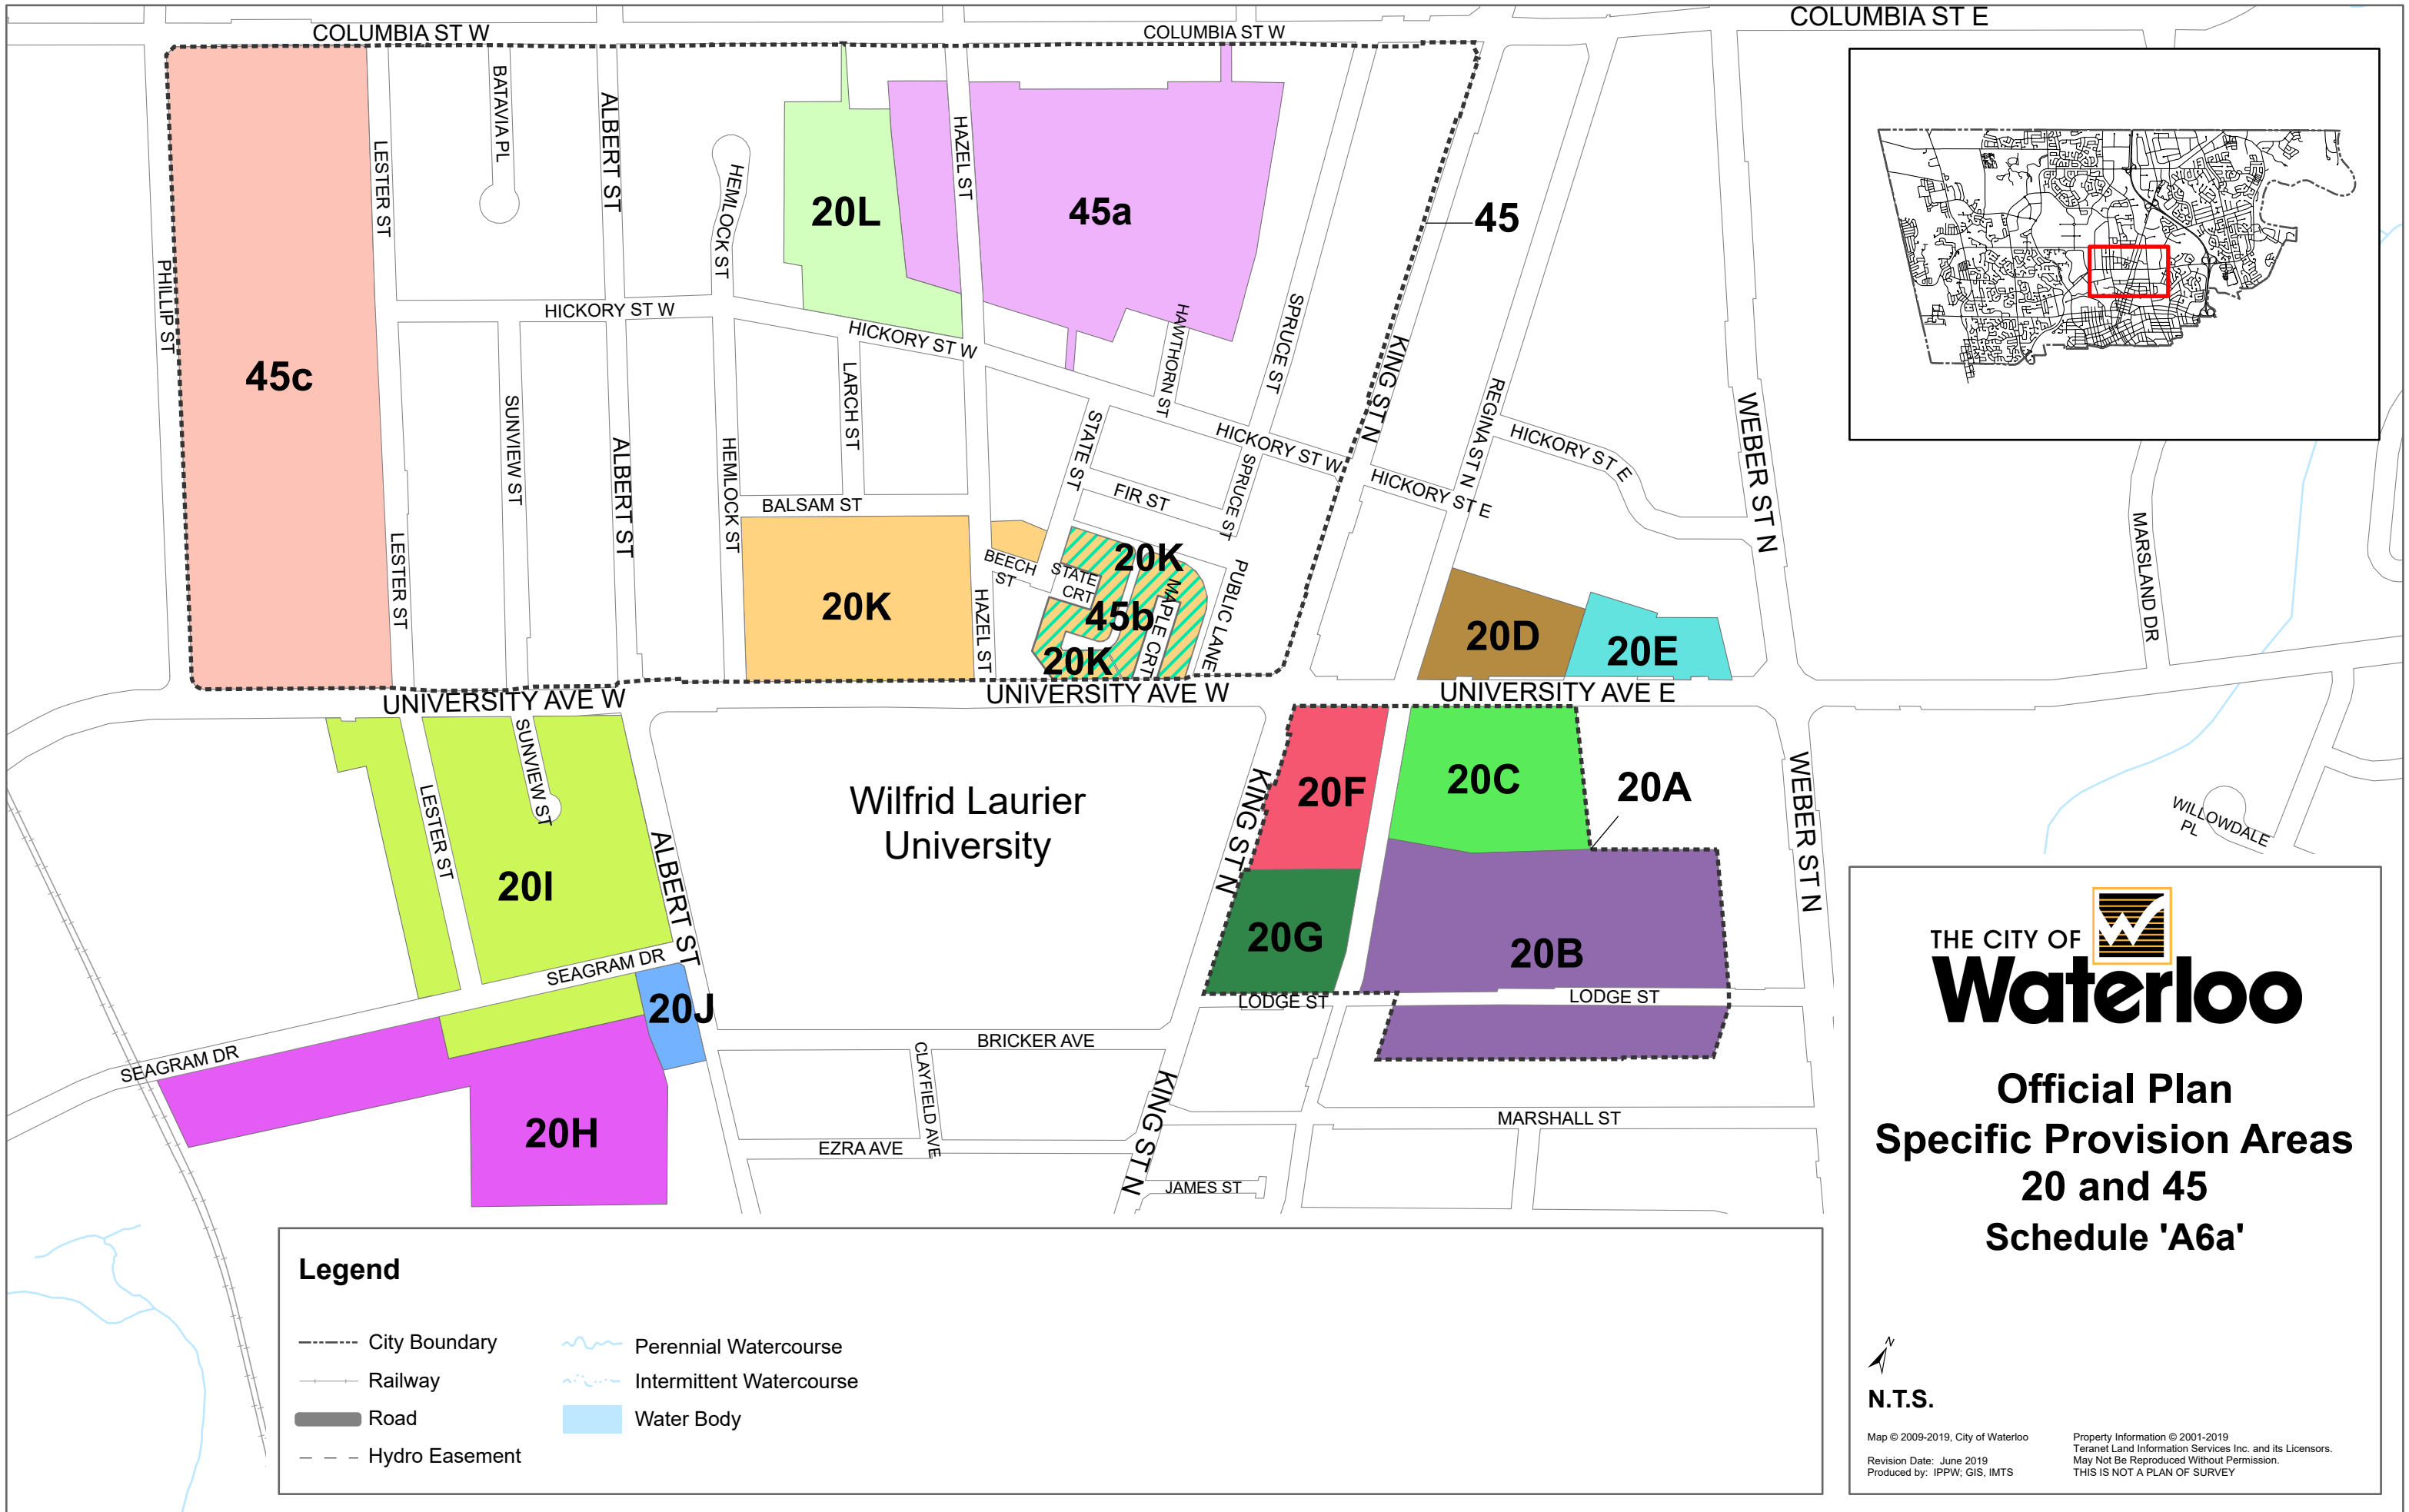 COLUMBIA ST W
COLUMBIA ST W
COLUMBIA ST E
BATAVIA PL
ALBERT ST
LESTER ST
HAZEL ST
HEMLOCK ST
20L
45a
45
PHILLIP ST
HICKORY ST W
HICKORY ST W
HAWTHORN ST
SPRUCE ST
KING ST N
45c
LARCH ST
SUNVIEW ST
STATE ST
HICKORY ST W
REGINA ST N
HICKORY ST E
WEBER ST N
ALBERT ST
HEMLOCK ST
BALSAM ST
FIR ST
SPRUCE ST
HICKORY ST E
MARSLAND DR
LESTER ST
20K
BEECH
ST
STATE
CRT
20K
45b
20K
MAPLE CRT
PUBLIC LANE
HAZEL ST
20D
20E
UNIVERSITY AVE W
UNIVERSITY AVE W
UNIVERSITY AVE E
SUNVIEW ST
LESTER ST
ALBERT ST
Wilfrid Laurier
University
KING ST N
20F
20C
20A
WEBER ST N
WILLOWDALE
PL
20I
20G
20B
SEAGRAM DR
20J
LODGE ST
LODGE ST
SEAGRAM DR
BRICKER AVE
CLAYFIELD AVE
KING ST N
MARSHALL ST
20H
EZRA AVE
JAMES ST
THE CITY OF
Waterloo
Official Plan
Specific Provision Areas
20 and 45
Schedule 'A6a'
N
N.T.S.
Map © 2009-2019, City of Waterloo
Revision Date: June 2019
Produced by: IPPW; GIS, IMTS
Property Information © 2001-2019
Teranet Land Information Services Inc. and its Licensors.
May Not Be Reproduced Without Permission.
THIS IS NOT A PLAN OF SURVEY
Legend
City Boundary
Railway
Road
Hydro Easement
Perennial Watercourse
Intermittent Watercourse
Water Body